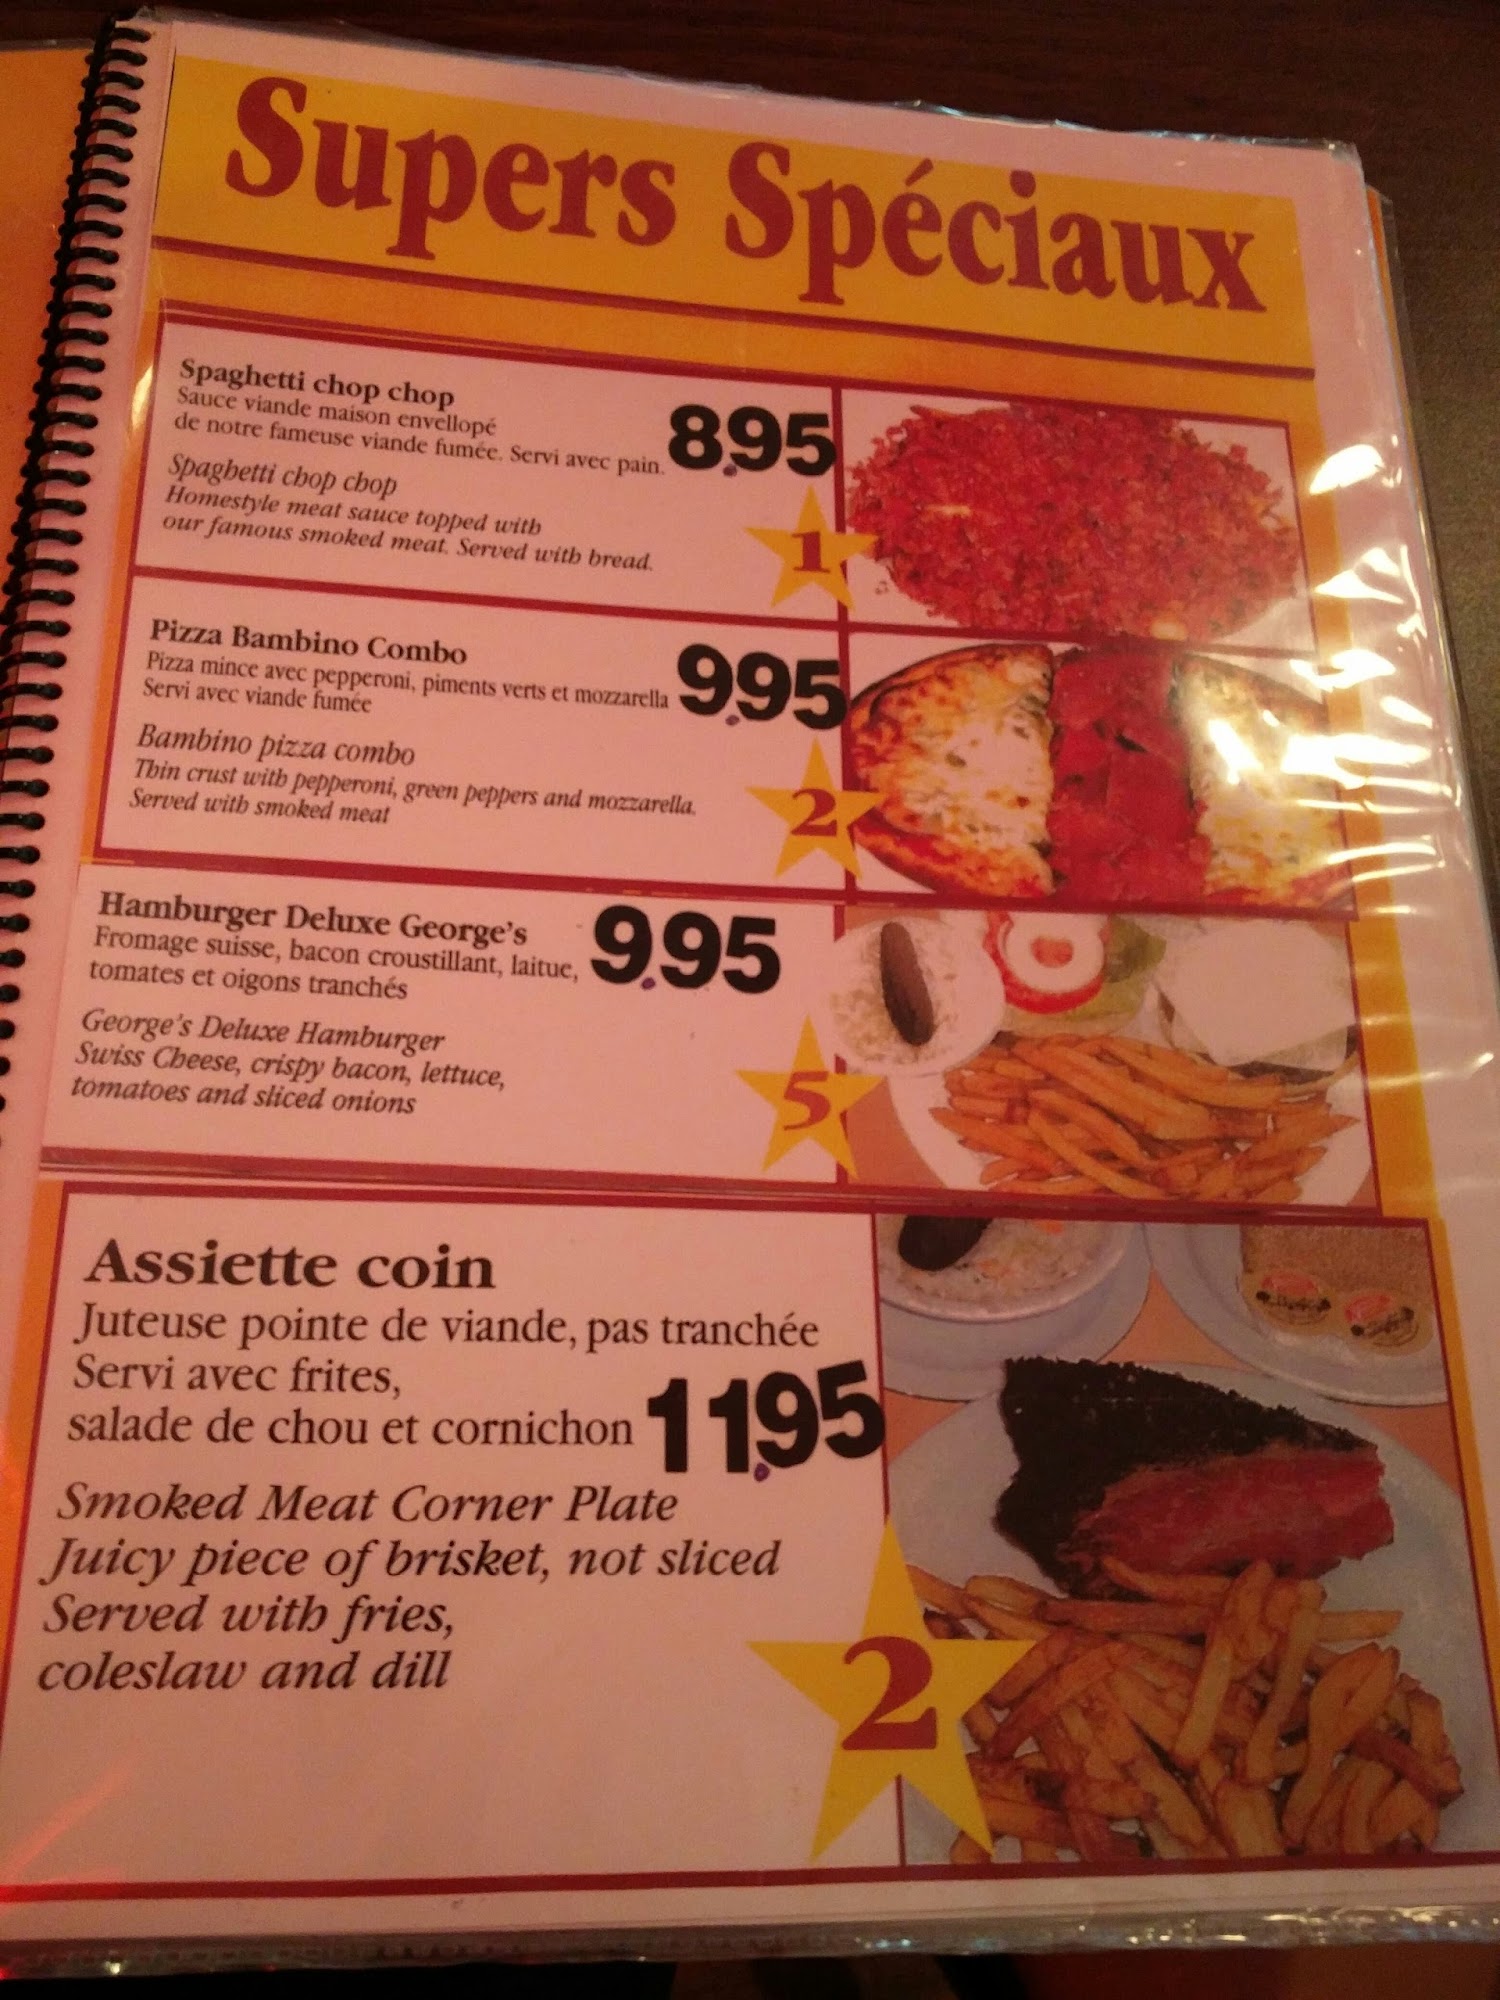 Supers Spéciaux
Spaghetti chop chop
Sauce viande maison envellopé
de notre fameuse viande fumée. Servi avec pain.
8.95
Spaghetti chop chop
Homestyle meat sauce topped with
our famous smoked meat. Served with bread.
1
Pizza Bambino Combo
Pizza mince avec pepperoni, piments verts et mozzarella
Servi avec viande fumée
9.95
Bambino pizza combo
Thin crust with pepperoni, green peppers and mozzarella.
Served with smoked meat
2
Hamburger Deluxe George's
Fromage suisse, bacon croustillant, laitue,
tomates et oigons tranchés
9.95
George's Deluxe Hamburger
Swiss Cheese, crispy bacon, lettuce,
tomatoes and sliced onions
5
Assiette coin
Juteuse pointe de viande, pas tranchée
Servi avec frites,
salade de chou et cornichon
11.95
Smoked Meat Corner Plate
Juicy piece of brisket, not sliced
Served with fries,
coleslaw and dill
2